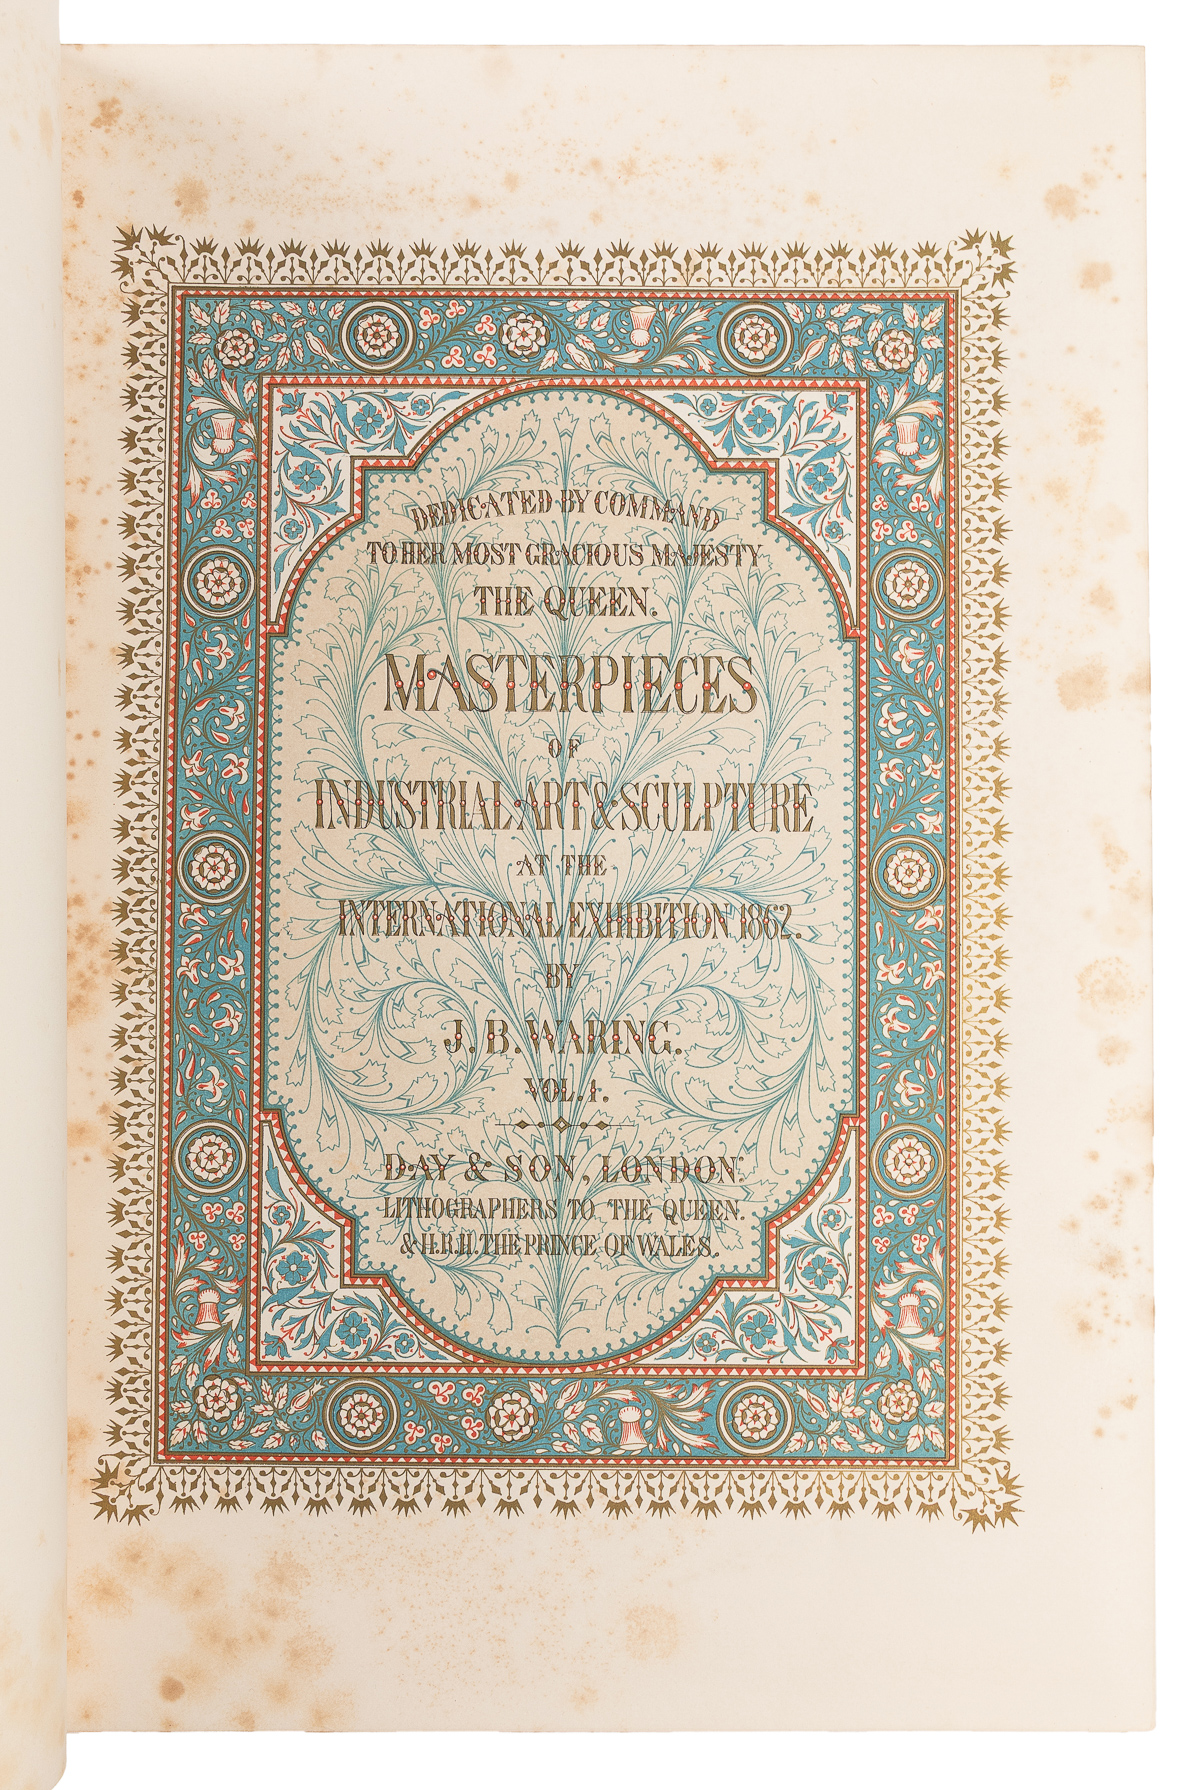 DEDICATED BY COMMAND
TO HER MOST GRACIOUS MAJESTY
THE QUEEN.
MASTERPIECES
OF
INDUSTRIAL ART & SCULPTURE
AT THE
INTERNATIONAL EXHIBITION 1862.
BY
J. B. WARING.
VOL. 1.
DAY & SON, LONDON.
LITHOGRAPHERS TO THE QUEEN.
& H.R.H. THE PRINCE OF WALES.